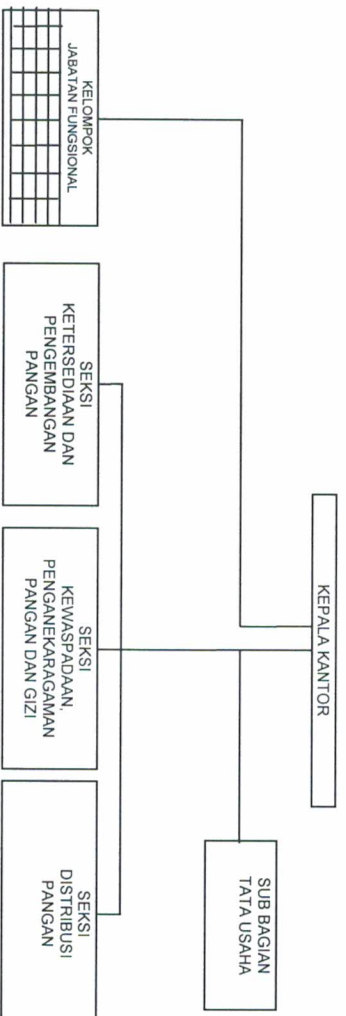 KEPALA KANTOR
SUB BAGIAN
TATA USAHA
KELOMPOK
JABATAN FUNGSIONAL
SEKSI
KETERSEDIAAN DAN
PENGEMBANGAN
PANGAN
SEKSI
KEWASPADAAN,
PENGANEKARAGAMAN
PANGAN DAN GIZI
SEKSI
DISTRIBUSI
PANGAN